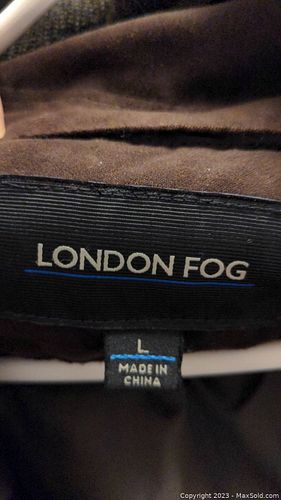 LONDON FOG
L
MADE IN
CHINA
Copyright 2023 - MaxSold.com